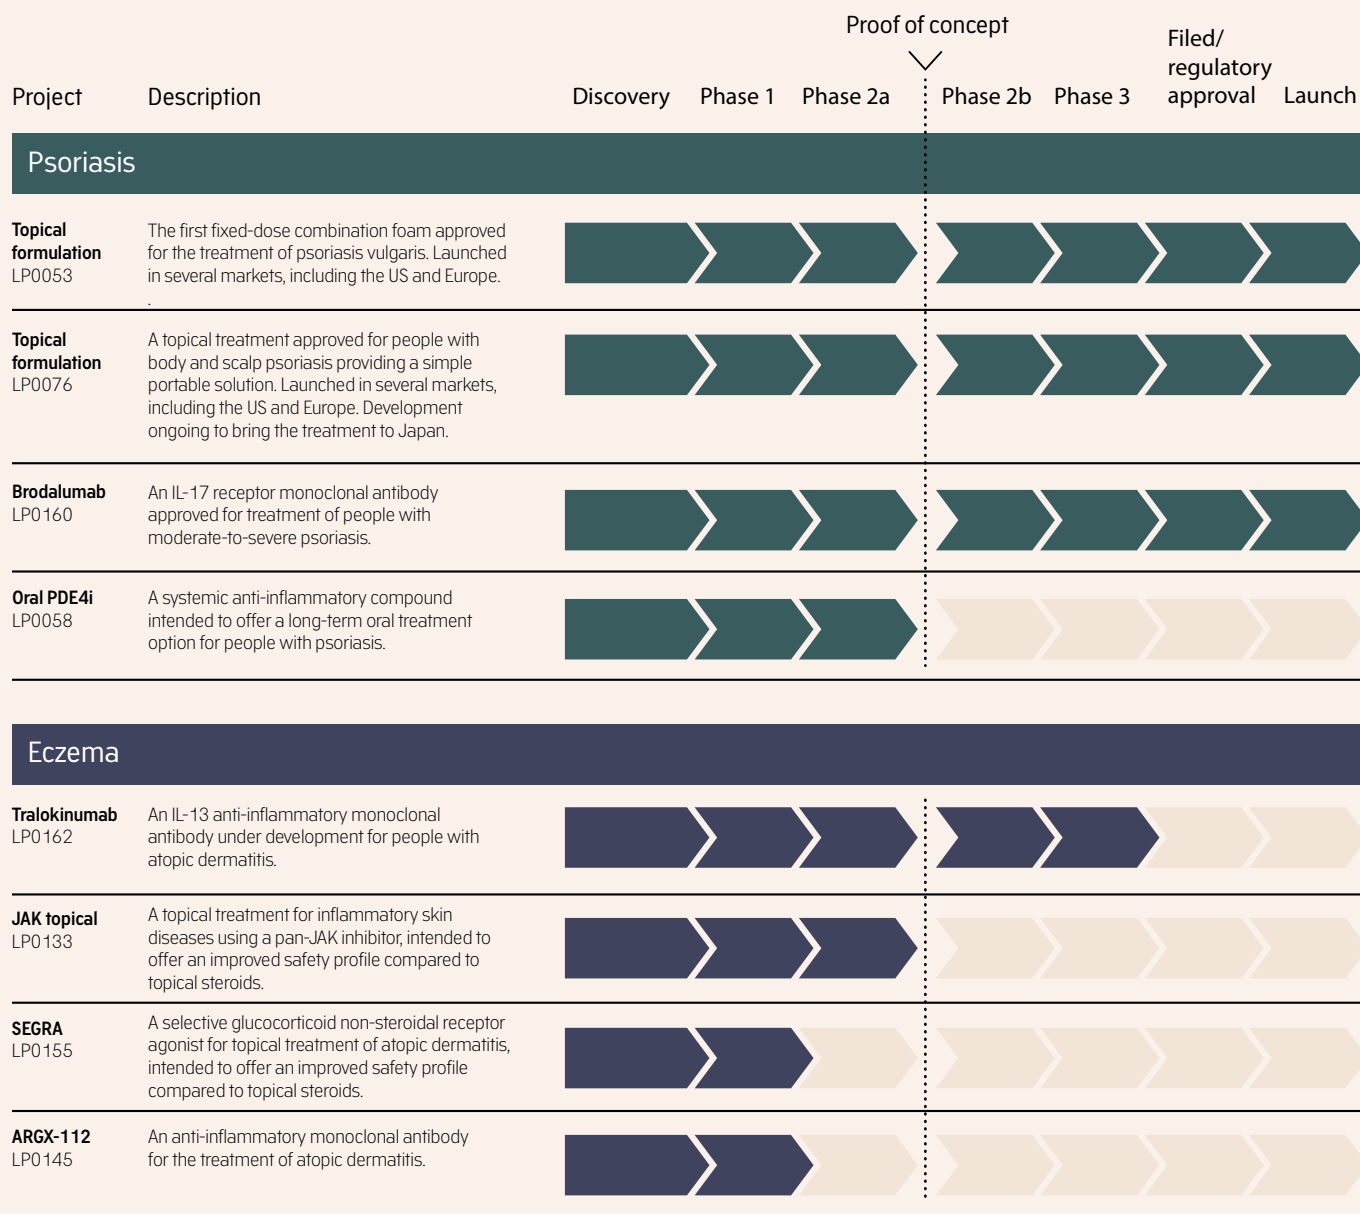 Proof of concept
Filed/
regulatory
approval
Project Description Discovery Phase 1 Phase 2a Phase 2b Phase 3 Launch
Psoriasis
Topical
formulation
LP0053
The first fixed-dose combination foam approved
for the treatment of psoriasis vulgaris. Launched
in several markets, including the US and Europe.
.
Topical
formulation
LP0076
A topical treatment approved for people with
body and scalp psoriasis providing a simple
portable solution. Launched in several markets,
including the US and Europe. Development
ongoing to bring the treatment to Japan.
Brodalumab
LP0160
An IL-17 receptor monoclonal antibody
approved for treatment of people with
moderate-to-severe psoriasis.
Oral PDE4i
LP0058
A systemic anti-inflammatory compound
intended to offer a long-term oral treatment
option for people with psoriasis.
Eczema
Tralokinumab
LP0162
An IL-13 anti-inflammatory monoclonal
antibody under development for people with
atopic dermatitis.
JAK topical
LP0133
A topical treatment for inflammatory skin
diseases using a pan-JAK inhibitor, intended to
offer an improved safety profile compared to
topical steroids.
SEGRA
LP0155
A selective glucocorticoid non-steroidal receptor
agonist for topical treatment of atopic dermatitis,
intended to offer an improved safety profile
compared to topical steroids.
ARGX-112
LP0145
An anti-inflammatory monoclonal antibody
for the treatment of atopic dermatitis.